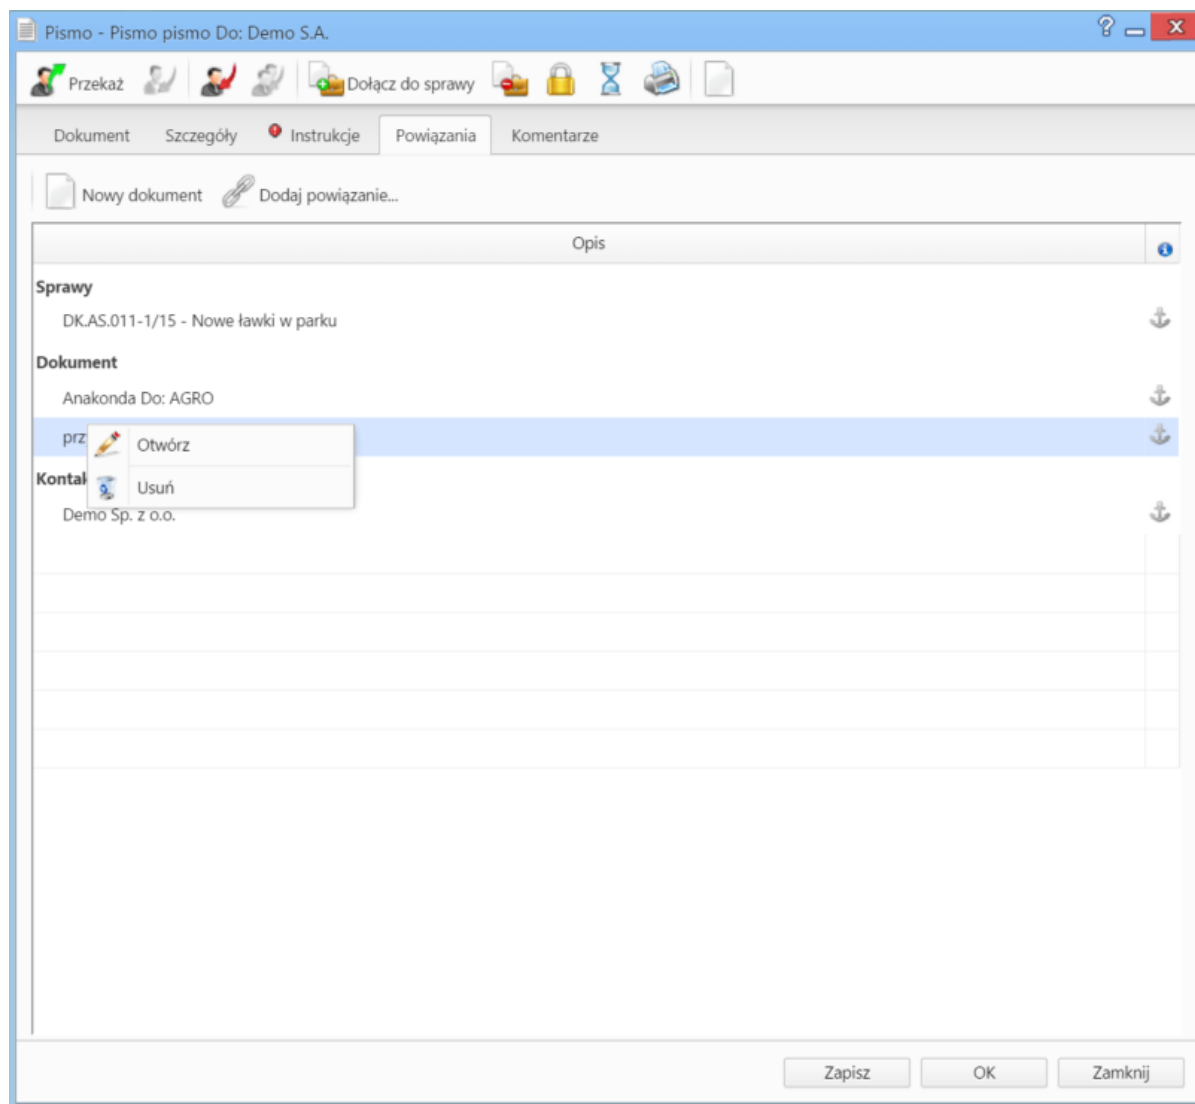 Pismo - Pismo pismo Do: Demo S.A.
Przekaż Dołącz do sprawy
Dokument Szczegóły Instrukcje Powiązania Komentarze
Nowy dokument Dodaj powiązanie...
Opis
Sprawy
DK.AS.011-1/15 - Nowe ławki w parku
Dokument
Anakonda Do: AGRO
Otwórz
Usuń
Demo Sp. z o.o.
Zapisz OK Zamknij